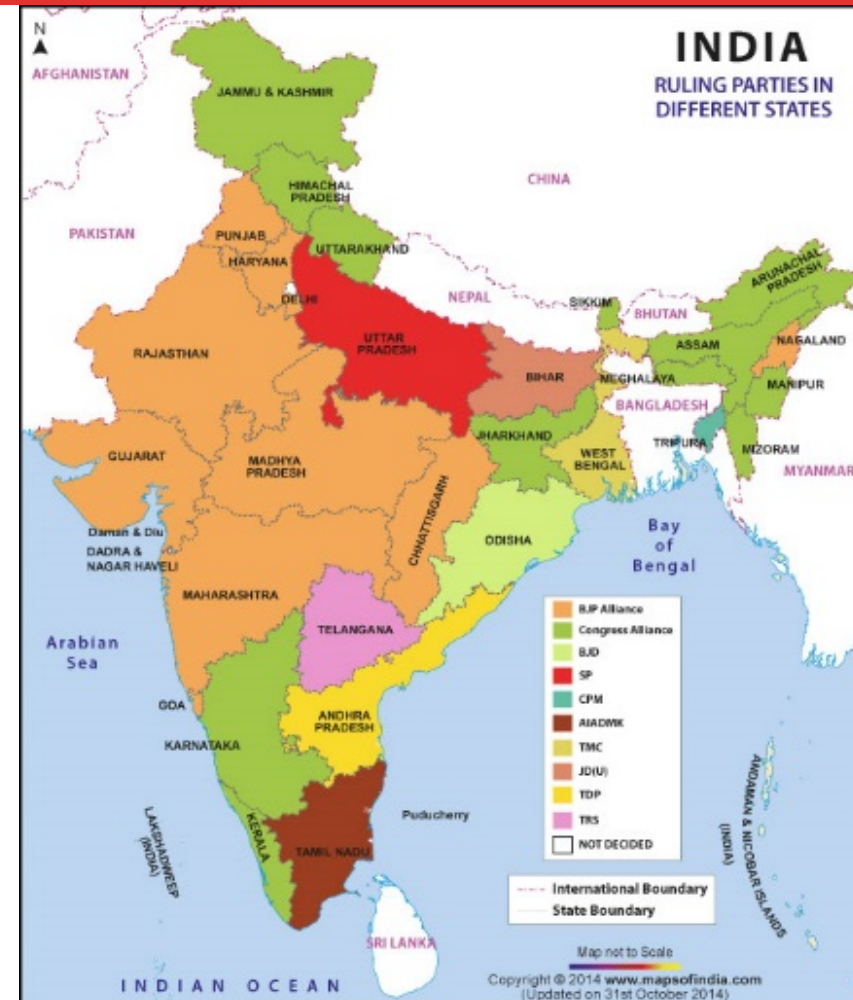 N
INDIA
RULING PARTIES IN
DIFFERENT STATES
AFGHANISTAN
JAMMU & KASHMIR
CHINA
HIMACHAL
PRADESH
PAKISTAN
PUNJAB
UTTARAKHAND
HARYANA
DELHI
NEPAL
SIKKIM
BHUTAN
ARUNACHAL
PRADESH
RAJASTHAN
UTTAR
PRADESH
ASSAM
NAGALAND
BIHAR
MEGHALAYA
MANIPUR
BANGLADESH
JHARKHAND
TRIPURA
MIZORAM
GUJARAT
MADHYA
PRADESH
WEST
BENGAL
MYANMAR
CHHATTISGARH
Daman & Diu
DADRA &
NAGAR HAVELI
ODISHA
Bay
of
Bengal
MAHARASHTRA
TELANGANA
Arabian
Sea
GOA
KARNATAKA
ANDHRA
PRADESH
BJP Alliance
Congress Alliance
BJD
SP
CPM
AIADMK
TMC
JD(U)
TDP
TRS
NOT DECIDED
Puducherry
KERALA
TAMIL NADU
LAKSHADWEEP
(INDIA)
ANDAMAN & NICOBAR ISLANDS
(INDIA)
International Boundary
State Boundary
SRI LANKA
Map not to Scale
INDIAN OCEAN
Copyright © 2014 www.mapsofindia.com
(Updated on 31st October 2014)